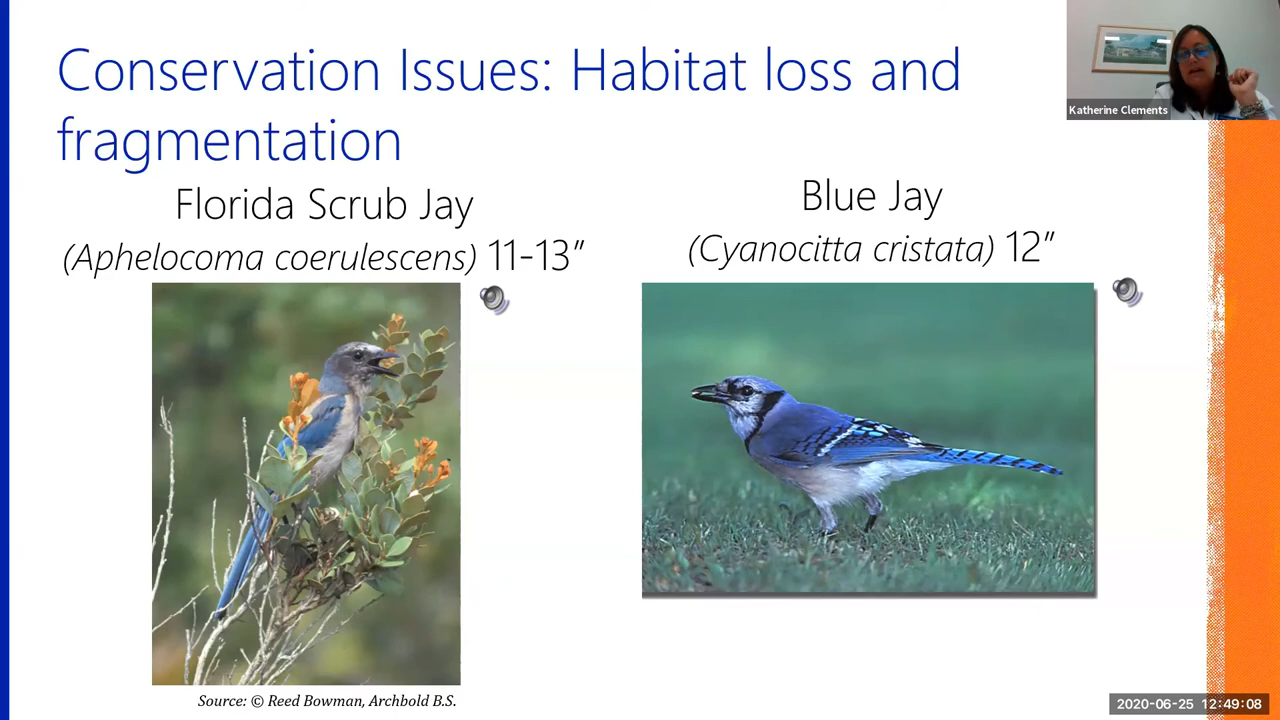 Conservation Issues: Habitat loss and
fragmentation
Katherine Clements
Florida Scrub Jay
(Aphelocoma coerulescens) 11-13”
Blue Jay
(Cyanocitta cristata) 12”
Source: © Reed Bowman, Archbold B.S.
2020-06-25 12:49:08